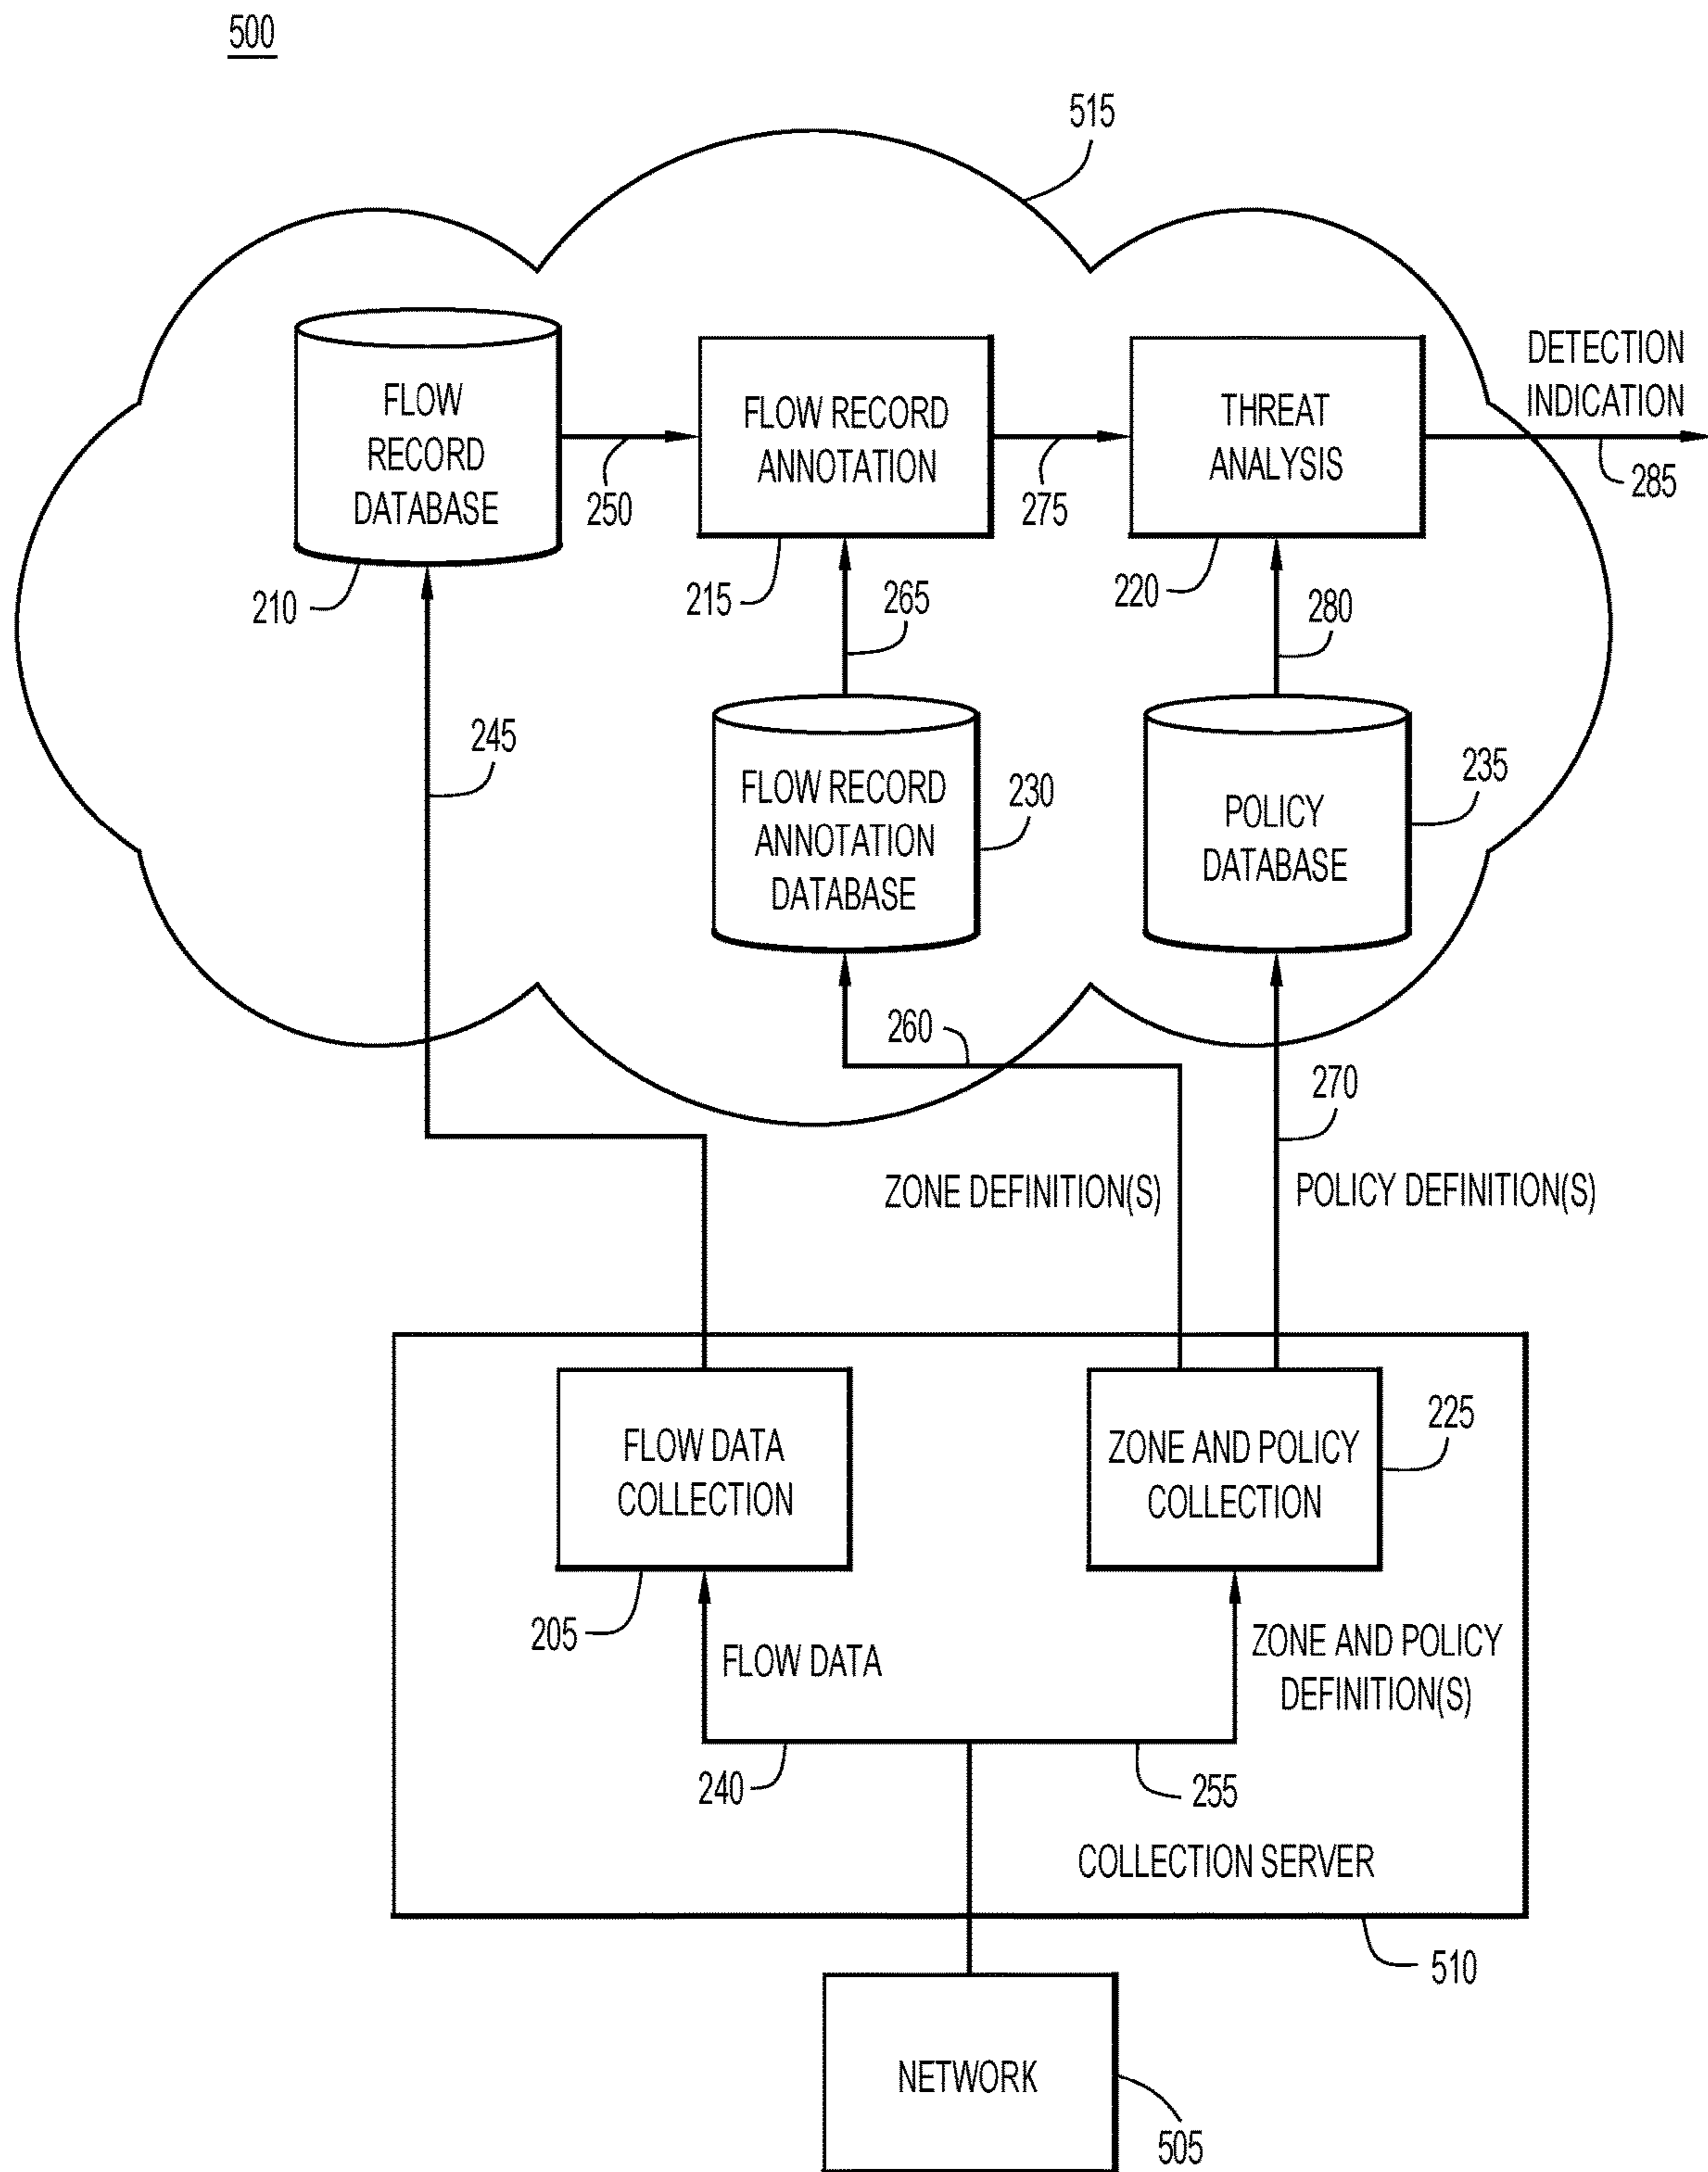 500
515
FLOW
RECORD
DATABASE
210
250
FLOW RECORD
ANNOTATION
215
275
THREAT
ANALYSIS
220
DETECTION
INDICATION
285
245
265
280
FLOW RECORD
ANNOTATION
DATABASE
230
POLICY
DATABASE
235
260
270
ZONE DEFINITION(S)
POLICY DEFINITION(S)
FLOW DATA
COLLECTION
205
ZONE AND POLICY
COLLECTION
225
FLOW DATA
ZONE AND POLICY
DEFINITION(S)
240
255
COLLECTION SERVER
510
NETWORK
505